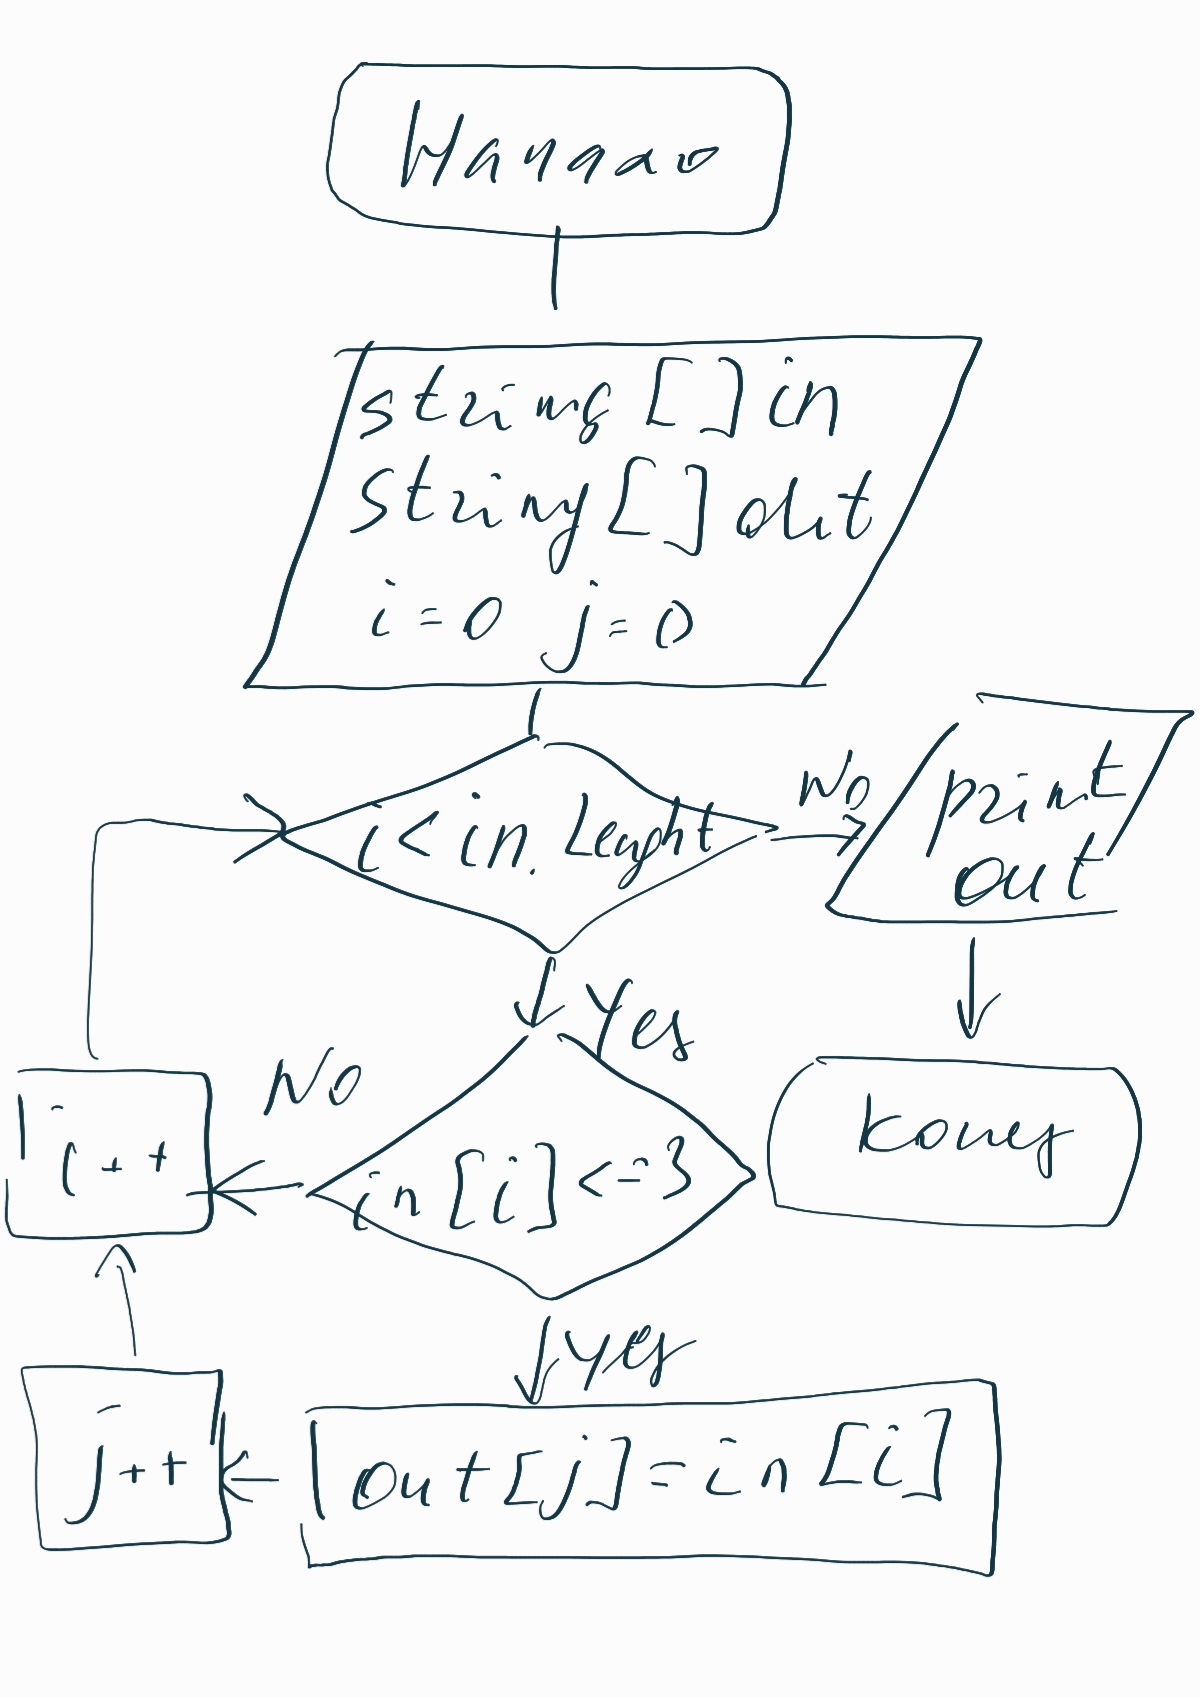 Начало
string [] in
string [] out
i = 0 j = 0
i < in. Lenght
No
print
out
Yes
конец
No
i++
in [i] <= 3
yes
j++
out [j] = in [i]